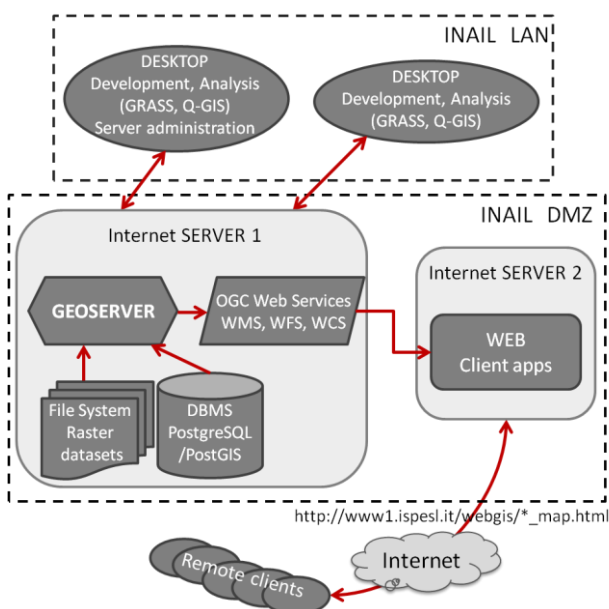 INAIL LAN
DESKTOP
Development, Analysis
(GRASS, Q-GIS)
Server administration
DESKTOP
Development, Analysis
(GRASS, Q-GIS)
INAIL DMZ
Internet SERVER 1
GEOSERVER
OGC Web Services
WMS, WFS, WCS
File System
Raster
datasets
DBMS
PostgreSQL
/PostGIS
Internet SERVER 2
WEB
Client apps
http://www1.ispesl.it/webgis/*_map.html
Internet
Remote clients